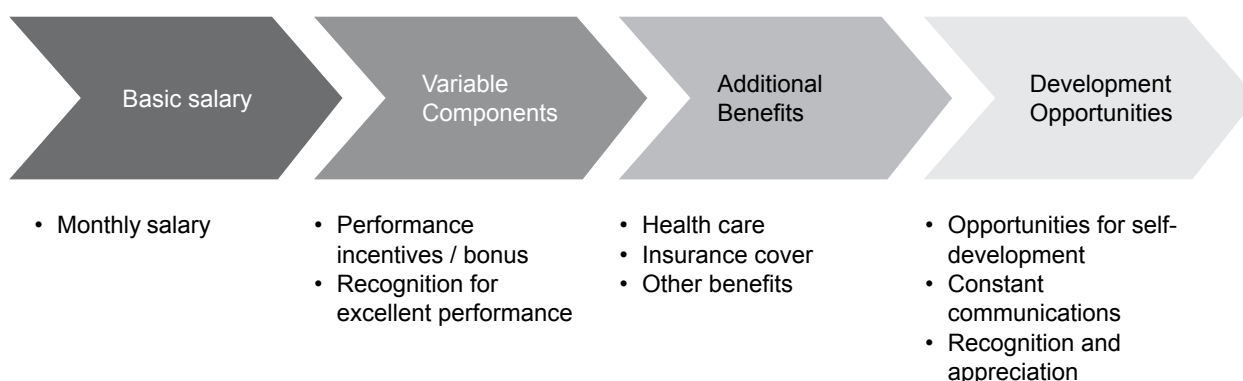 Basic salary
Variable
Components
Additional
Benefits
Development
Opportunities
• Monthly salary
• Performance
incentives / bonus
• Recognition for
excellent performance
• Health care
• Insurance cover
• Other benefits
• Opportunities for self-
development
• Constant
communications
• Recognition and
appreciation